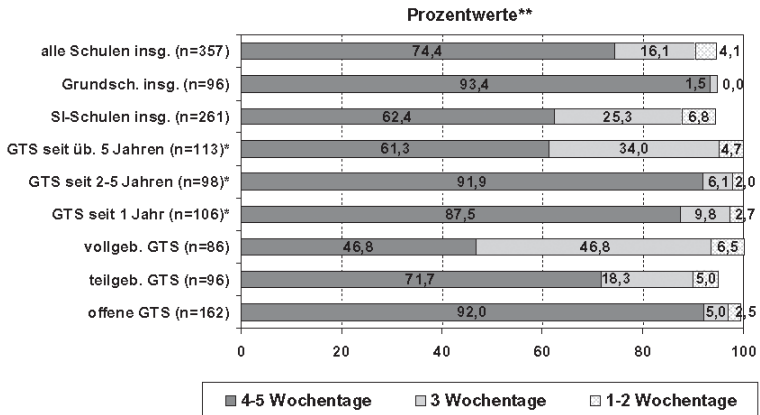 Prozentwerte**
alle Schulen insg. (n=357) 74,4 16,1 4,1
Grundsch. insg. (n=96) 93,4 1,5 0,0
SI-Schulen insg. (n=261) 62,4 25,3 6,8
GTS seit üb. 5 Jahren (n=113)* 61,3 34,0 4,7
GTS seit 2-5 Jahren (n=98)* 91,9 6,1 2,0
GTS seit 1 Jahr (n=106)* 87,5 9,8 2,7
vollgeb. GTS (n=86) 46,8 46,8 6,5
teilgeb. GTS (n=96) 71,7 18,3 5,0
offene GTS (n=162) 92,0 5,0 2,5
0 20 40 60 80 100
4-5 Wochentage 3 Wochentage 1-2 Wochentage